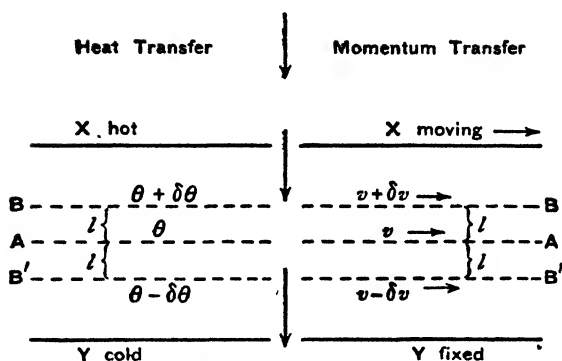 Heat Transfer Momentum Transfer
X hot X moving
B θ + δθ v + δv B
l l
A θ v A
l l
B' θ − δθ v − δv B'
Y cold Y fixed